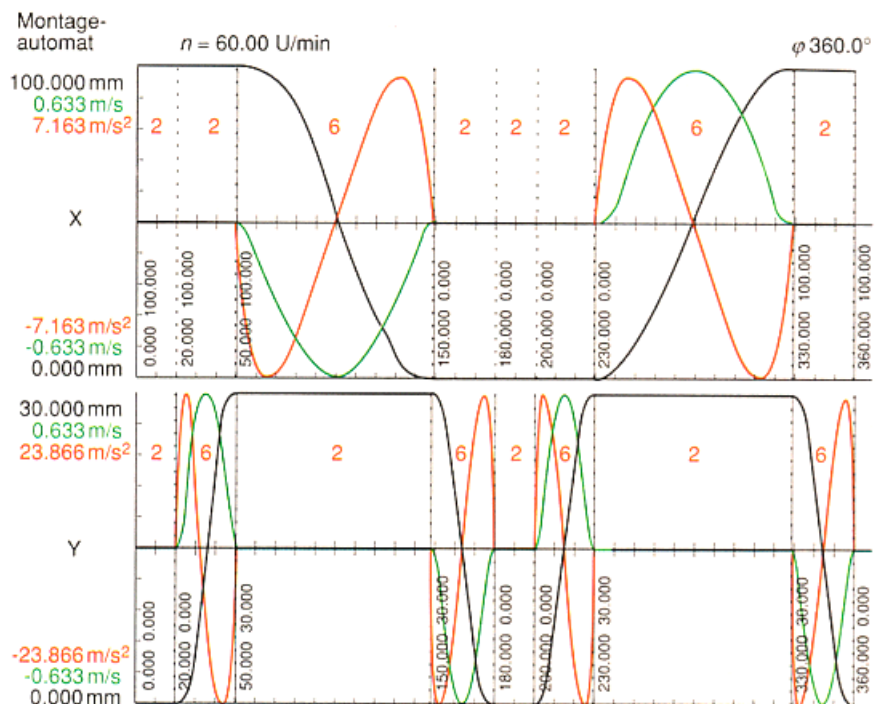 Montage-
automat
n = 60.00 U/min
φ 360.0°
100.000 mm
0.633 m/s
7.163 m/s²
2 2 6 2 2 2 6 2
X
-7.163 m/s²
-0.633 m/s
0.000 mm
0.000 100.000
20.000 100.000
50.000 100.000
150.000 0.000
180.000 0.000
200.000 0.000
230.000 0.000
330.000 100.000
360.000 100.000
30.000 mm
0.633 m/s
23.866 m/s²
2 6 2 6 2 6 2 6
Y
-23.866 m/s²
-0.633 m/s
0.000 mm
0.000 0.000
20.000 0.000
50.000 30.000
150.000 30.000
180.000 0.000
200.000 0.000
230.000 30.000
330.000 30.000
360.000 0.000